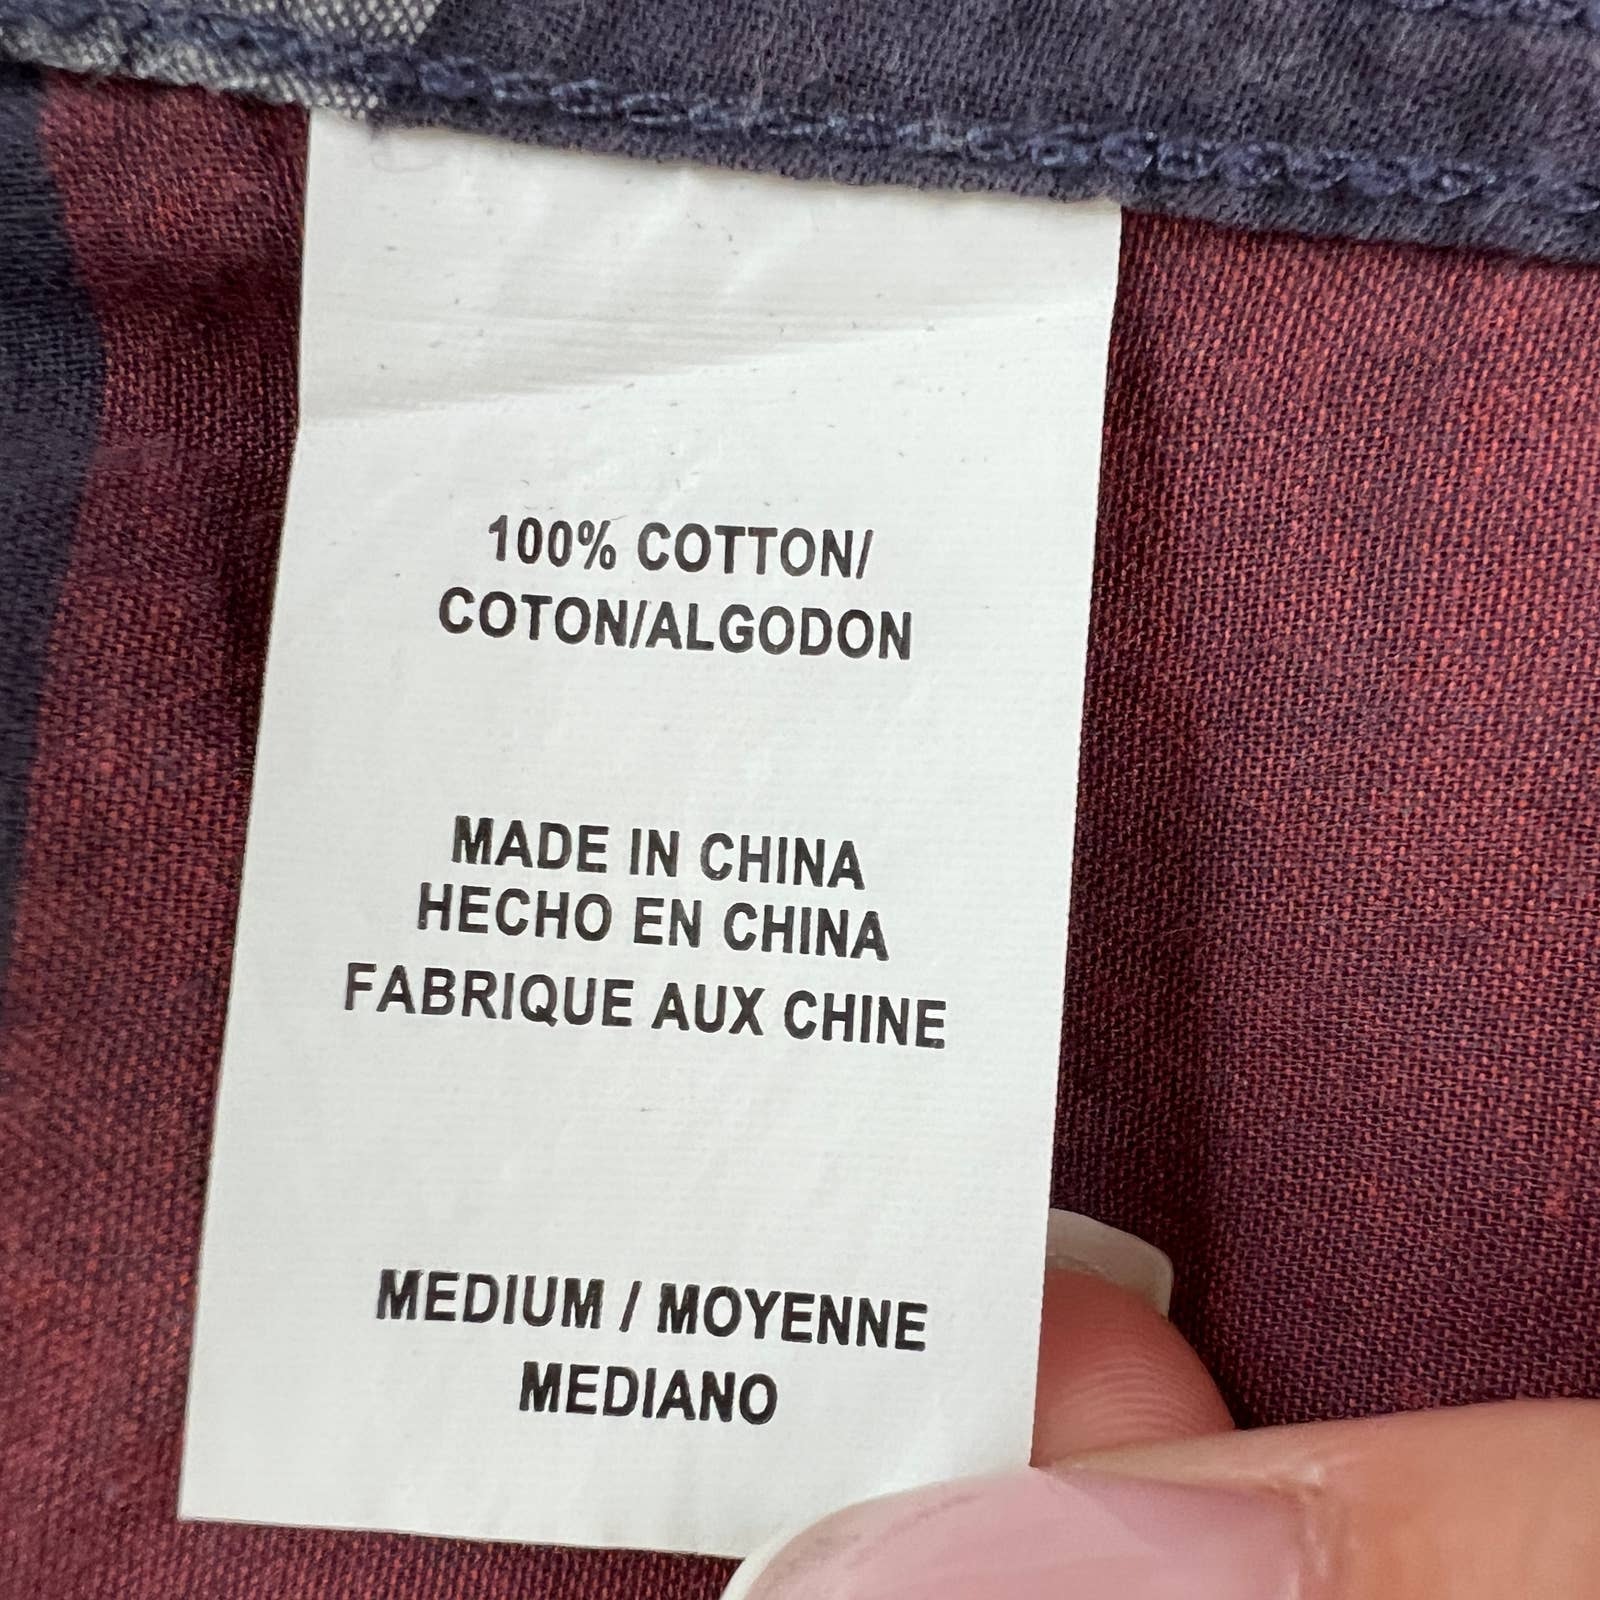 100% COTTON/
COTON/ALGODON
MADE IN CHINA
HECHO EN CHINA
FABRIQUE AUX CHINE
MEDIUM / MOYENNE
MEDIANO